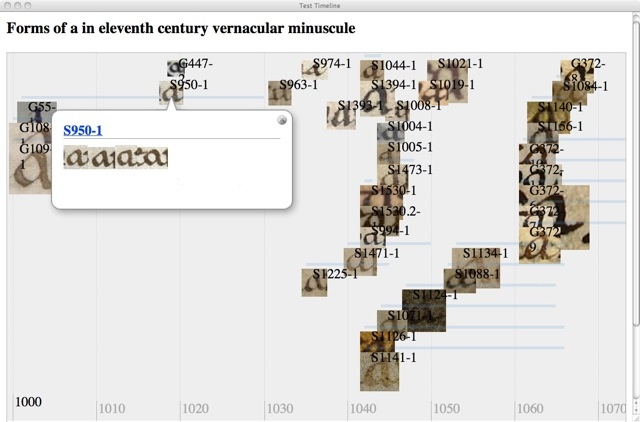 Test Timeline
Forms of a in eleventh century vernacular minuscule
G447-
S950-1
S974-1
S963-1
S1393-1
S1044-1
S1394-1
S1008-1
S1004-1
S1005-1
S1473-1
S1530-1
S1530.2-
S994-1
S1471-1
S1225-1
S1021-1
S1019-1
S1134-1
S1088-1
S1124-1
S1071-1
S1126-1
S1141-1
G372-
S1084-1
S1140-1
S1156-1
G372-
G372-
G372-
G372-
G372-
9
G55-
G108
G109-
1
S950-1
a a a a
1000
1010
1020
1030
1040
1050
1060
1070